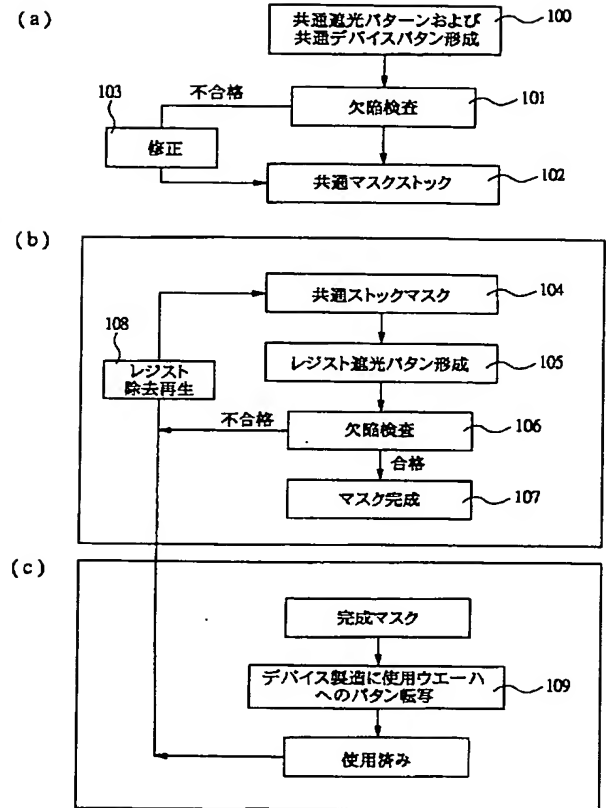 (a)
共通遮光パターンおよび
共通デバイスパタン形成
100
103
不合格
欠陥検査
101
修正
共通マスクストック
102
(b)
共通ストックマスク
104
108
レジスト
除去再生
レジスト遮光パタン形成
105
不合格
欠陥検査
106
合格
マスク完成
107
(c)
完成マスク
デバイス製造に使用ウエーハ
へのパタン転写
109
使用済み